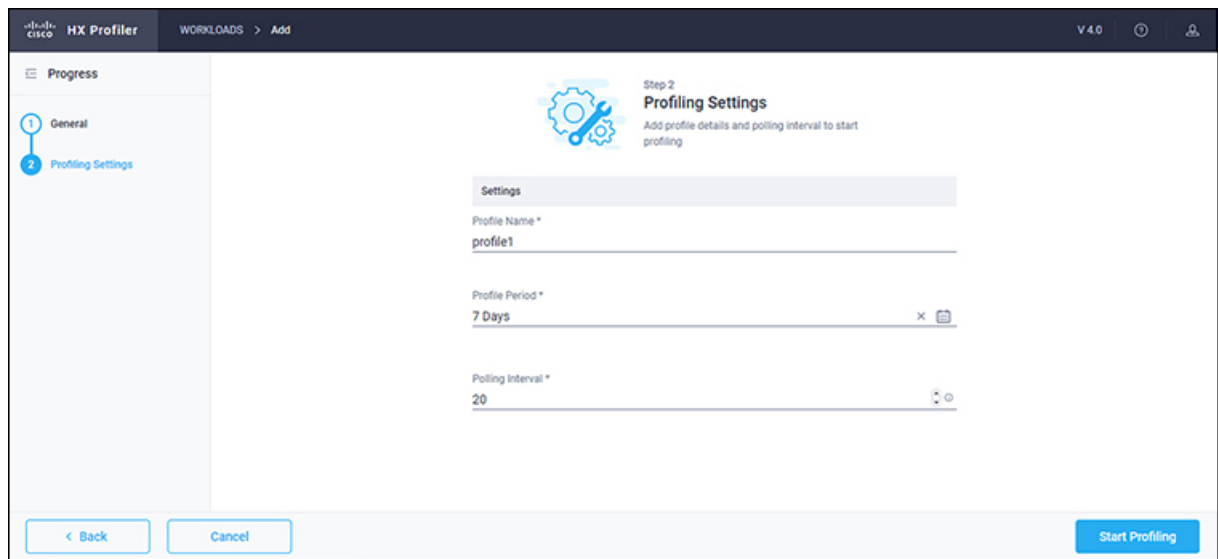 cisco HX Profiler WORKLOADS > Add V 4.0
Progress
1 General
2 Profiling Settings
Step 2
Profiling Settings
Add profile details and polling interval to start
profiling
Settings
Profile Name *
profile1
Profile Period *
7 Days
Polling Interval *
20
< Back Cancel Start Profiling